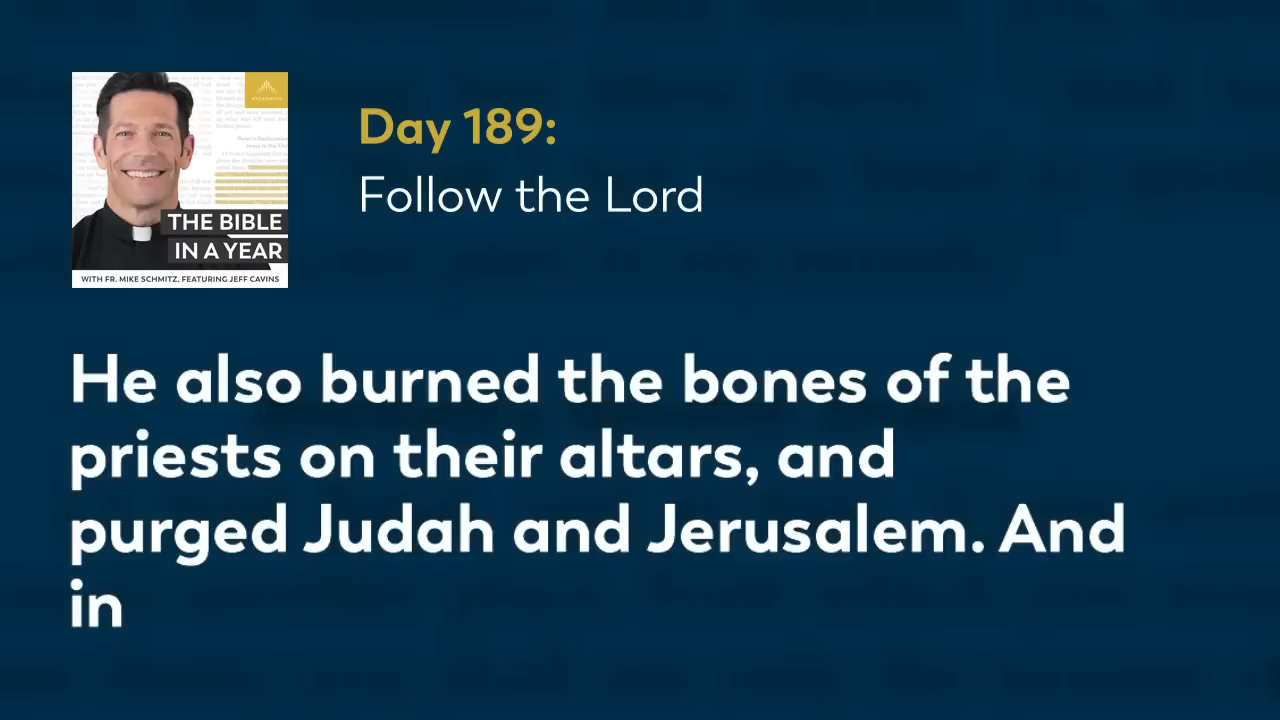 Day 189:
Follow the Lord
THE BIBLE
IN A YEAR
WITH FR. MIKE SCHMITZ, FEATURING JEFF CAVINS
He also burned the bones of the
priests on their altars, and
purged Judah and Jerusalem. And
in